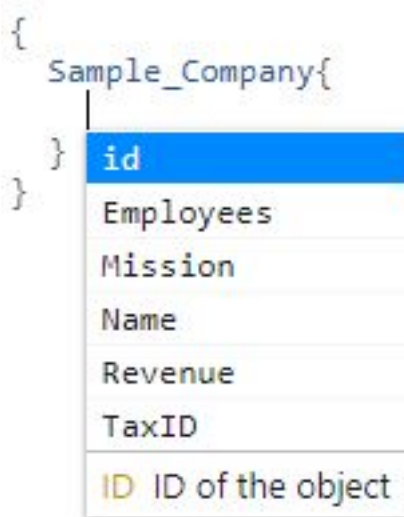 {
Sample_Company{
}
}
id
Employees
Mission
Name
Revenue
TaxID
ID ID of the object